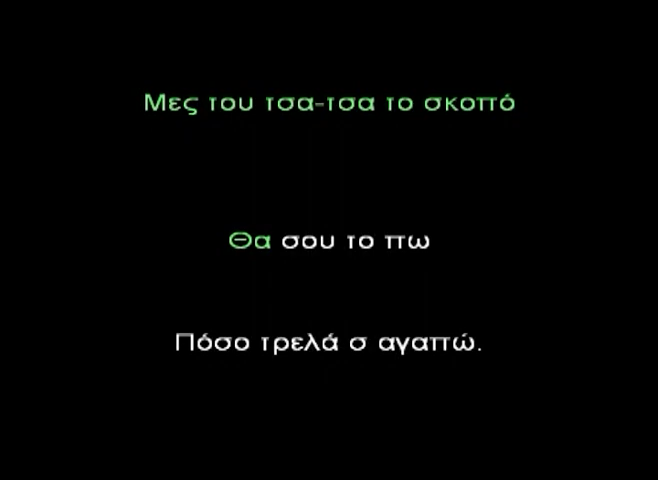 Μες του τσα-τσα το σκοπό
Θα σου το πω
Πόσο τρελά σ αγαπώ.